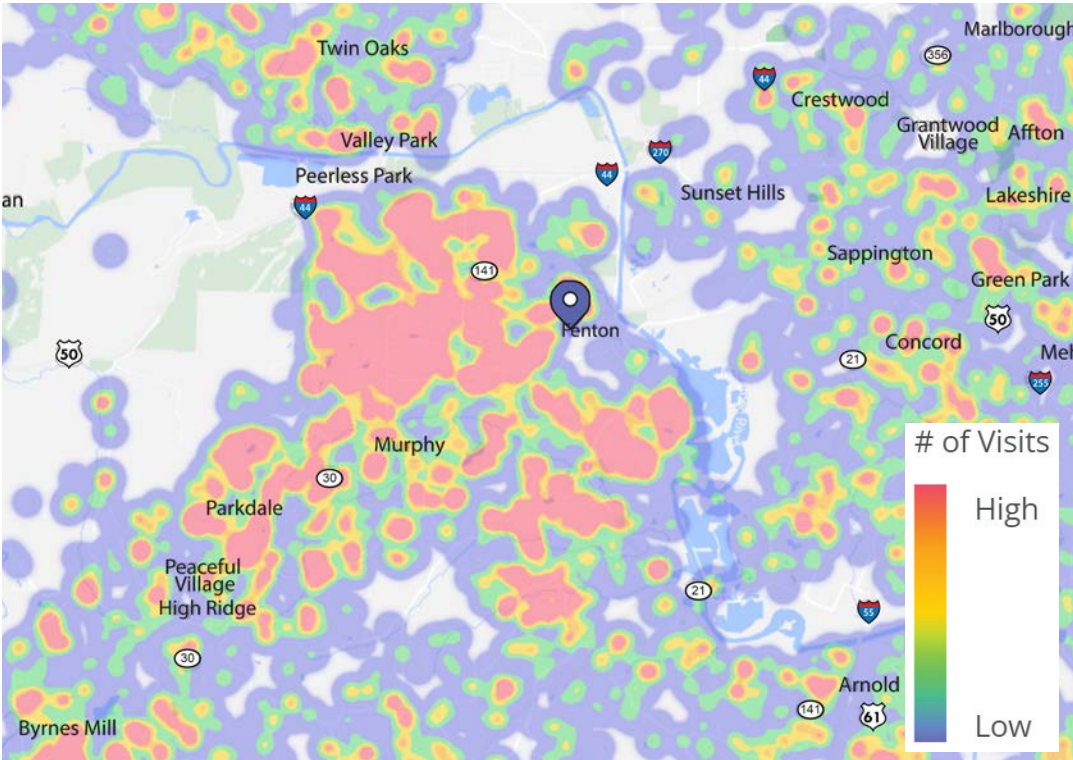 Marlborough
Twin Oaks
356
44
Crestwood
Grantwood
Village
Affton
Valley Park
270
44
Peerless Park
Sunset Hills
Lakeshire
an
44
Sappington
141
Green Park
50
Fenton
Concord
50
21
Meh
255
# of Visits
Murphy
30
High
Parkdale
Peaceful
Village
High Ridge
21
55
30
Arnold
141
61
Byrnes Mill
Low